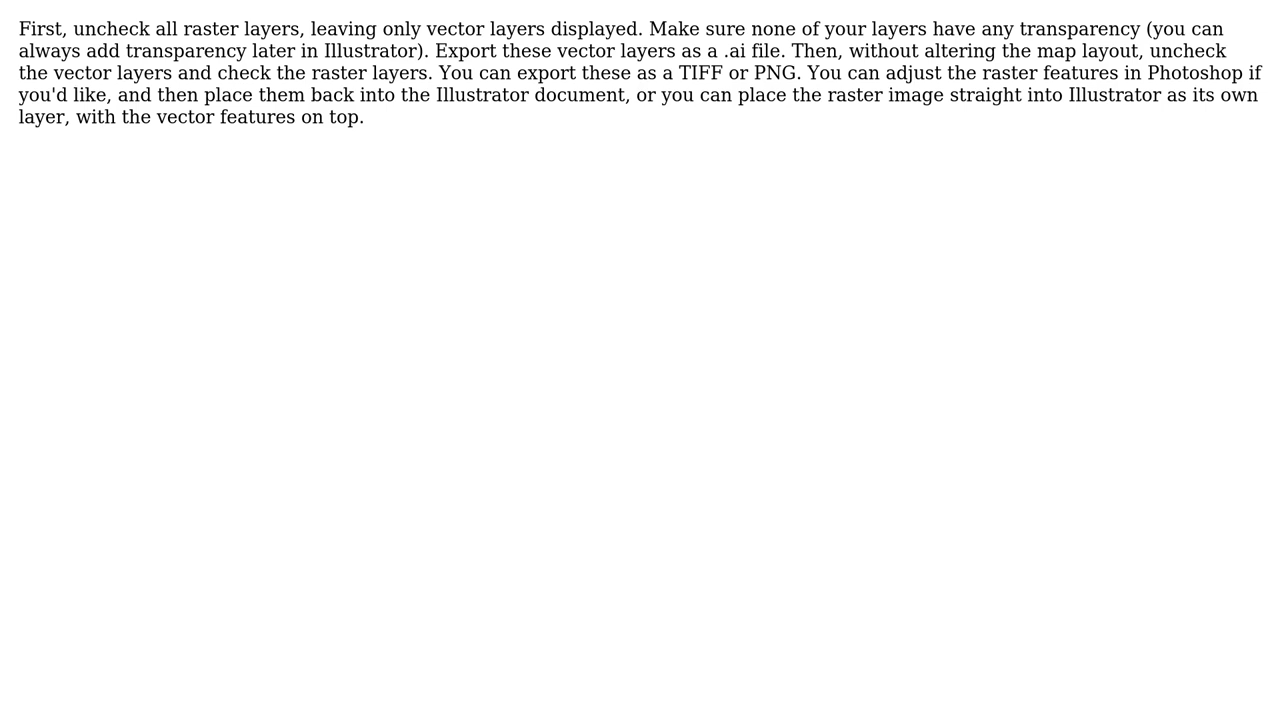 First, uncheck all raster layers, leaving only vector layers displayed. Make sure none of your layers have any transparency (you can
always add transparency later in Illustrator). Export these vector layers as a .ai file. Then, without altering the map layout, uncheck
the vector layers and check the raster layers. You can export these as a TIFF or PNG. You can adjust the raster features in Photoshop if
you'd like, and then place them back into the Illustrator document, or you can place the raster image straight into Illustrator as its own
layer, with the vector features on top.